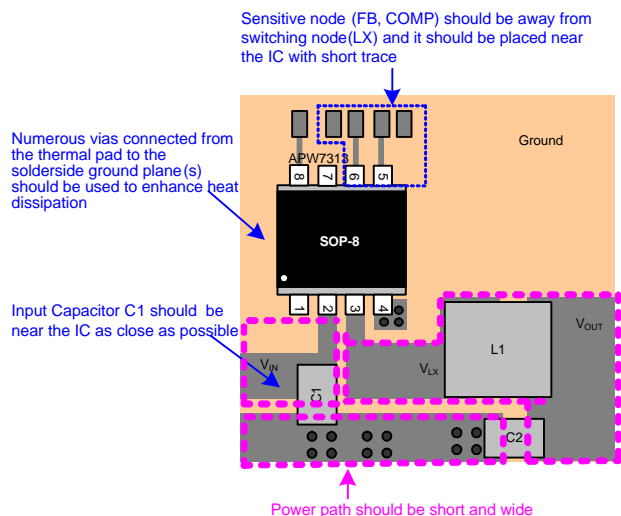 Sensitive node (FB, COMP) should be away from
switching node(LX) and it should be placed near
the IC with short trace
Numerous vias connected from
the thermal pad to the
solderside ground plane(s)
should be used to enhance heat
dissipation
Ground
APW7313
8 7 6 5
SOP-8
1 2 3 4
Input Capacitor C1 should be
near the IC as close as possible
VIN
C1
VLX
L1
VOUT
C2
Power path should be short and wide